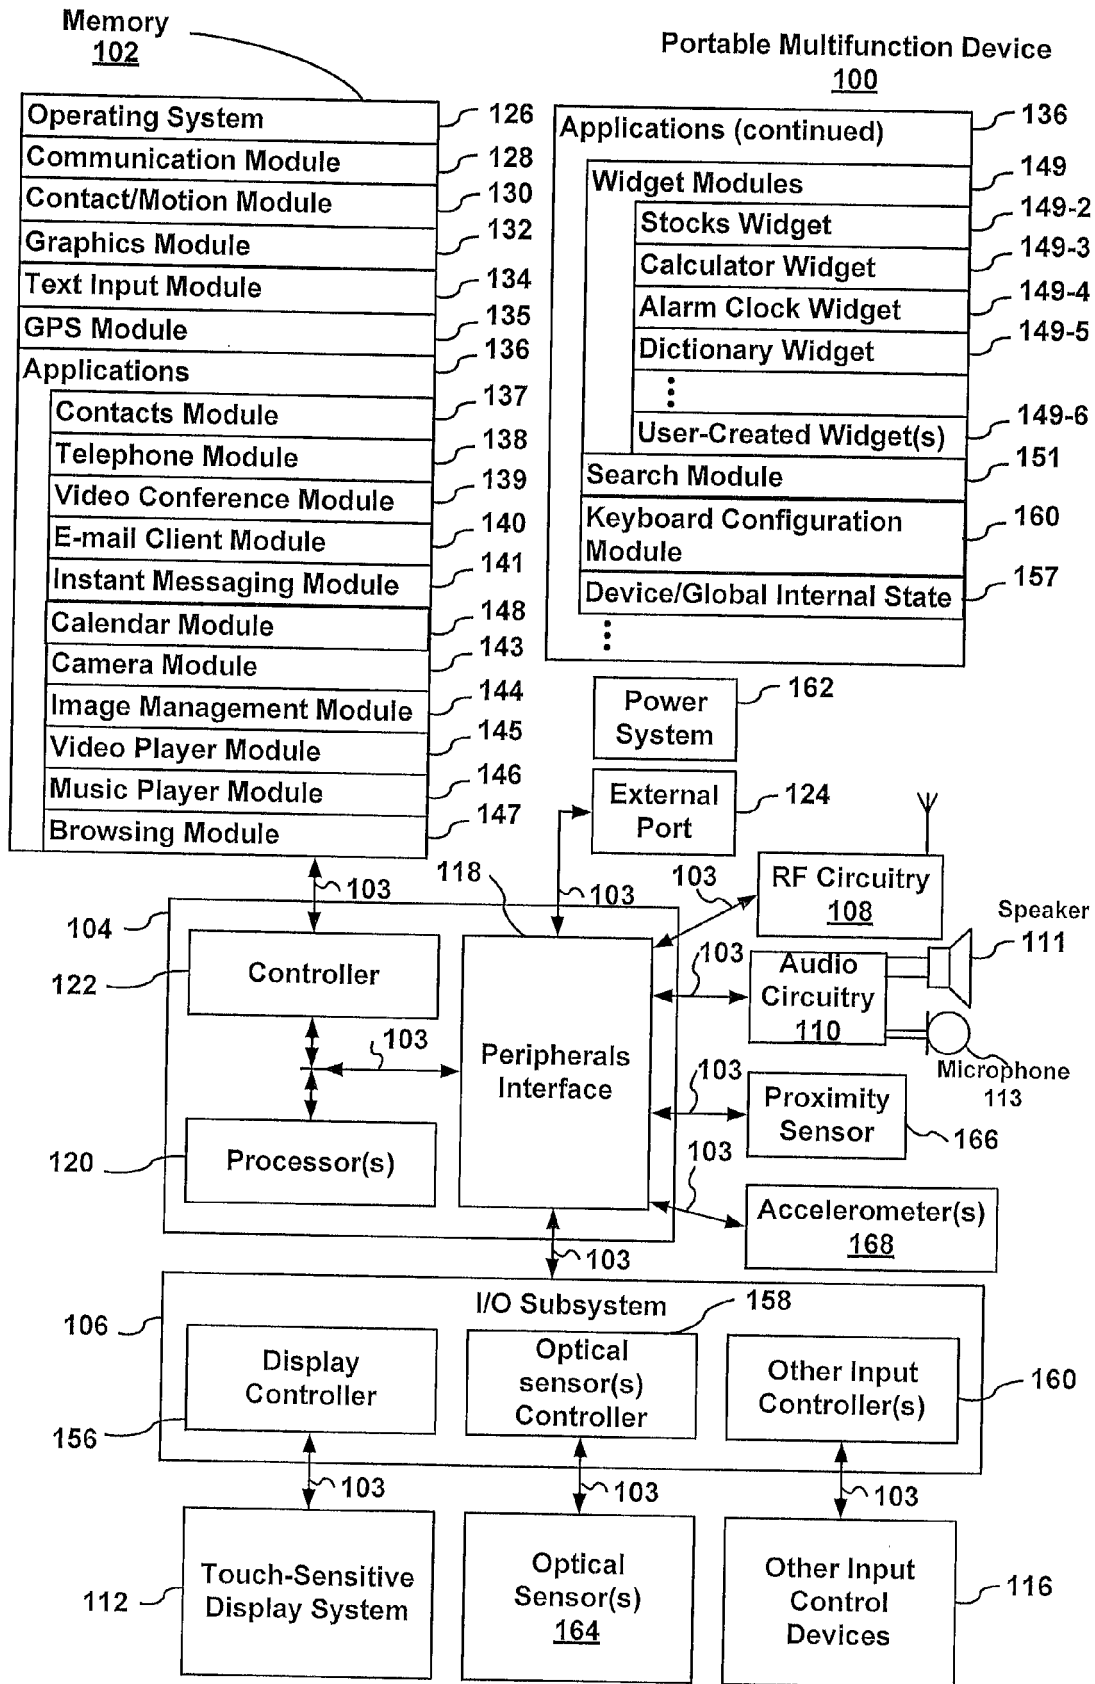 Memory
102
Operating System 126
Communication Module 128
Contact/Motion Module 130
Graphics Module 132
Text Input Module 134
GPS Module 135
Applications 136
Contacts Module 137
Telephone Module 138
Video Conference Module 139
E-mail Client Module 140
Instant Messaging Module 141
Calendar Module 148
Camera Module 143
Image Management Module 144
Video Player Module 145
Music Player Module 146
Browsing Module 147
Portable Multifunction Device
100
Applications (continued) 136
Widget Modules 149
Stocks Widget 149-2
Calculator Widget 149-3
Alarm Clock Widget 149-4
Dictionary Widget 149-5
User-Created Widget(s) 149-6
Search Module 151
Keyboard Configuration
Module 160
Device/Global Internal State 157
Power
System 162
External
Port 124
103
118
103
103
RF Circuitry
108
Speaker
111
104
122
Controller
103
Audio
Circuitry
110
Microphone
113
103
Peripherals
Interface
103
Proximity
Sensor
166
120
Processor(s)
103
Accelerometer(s)
168
103
I/O Subsystem
106
158
Display
Controller
156
Optical
sensor(s)
Controller
Other Input
Controller(s)
160
103
103
103
112
Touch-Sensitive
Display System
Optical
Sensor(s)
164
Other Input
Control
Devices
116